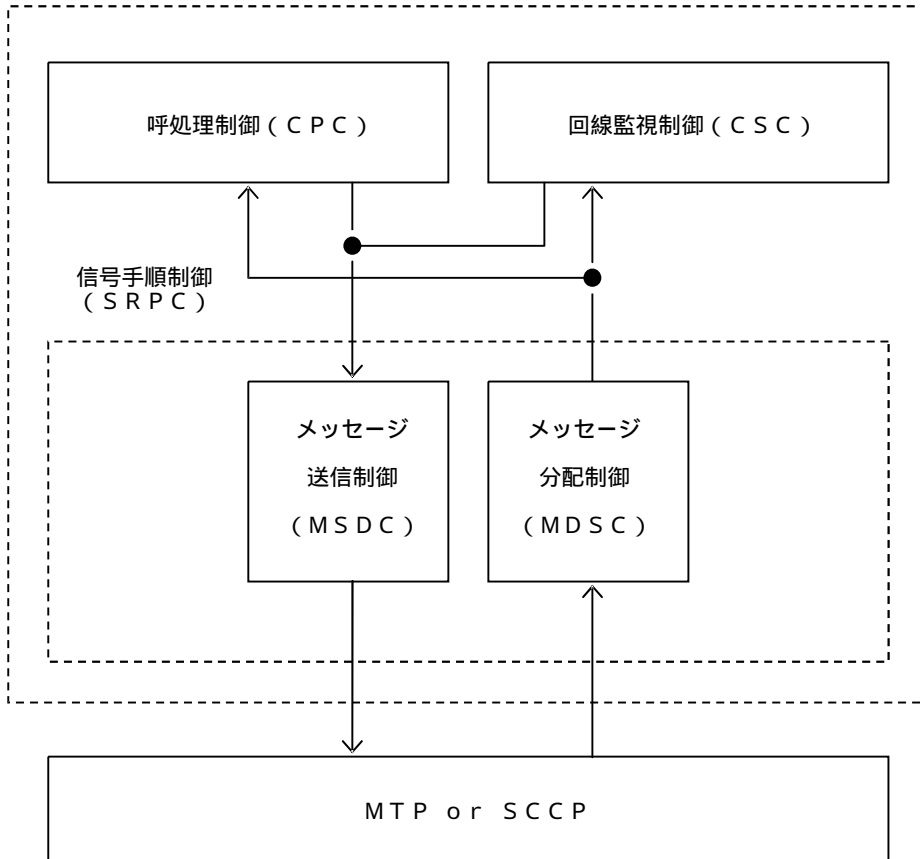 呼処理制御(CPC)
回線監視制御(CSC)
信号手順制御
(SRPC)
メッセージ
送信制御
(MSDC)
メッセージ
分配制御
(MDSC)
MTP or SCCP